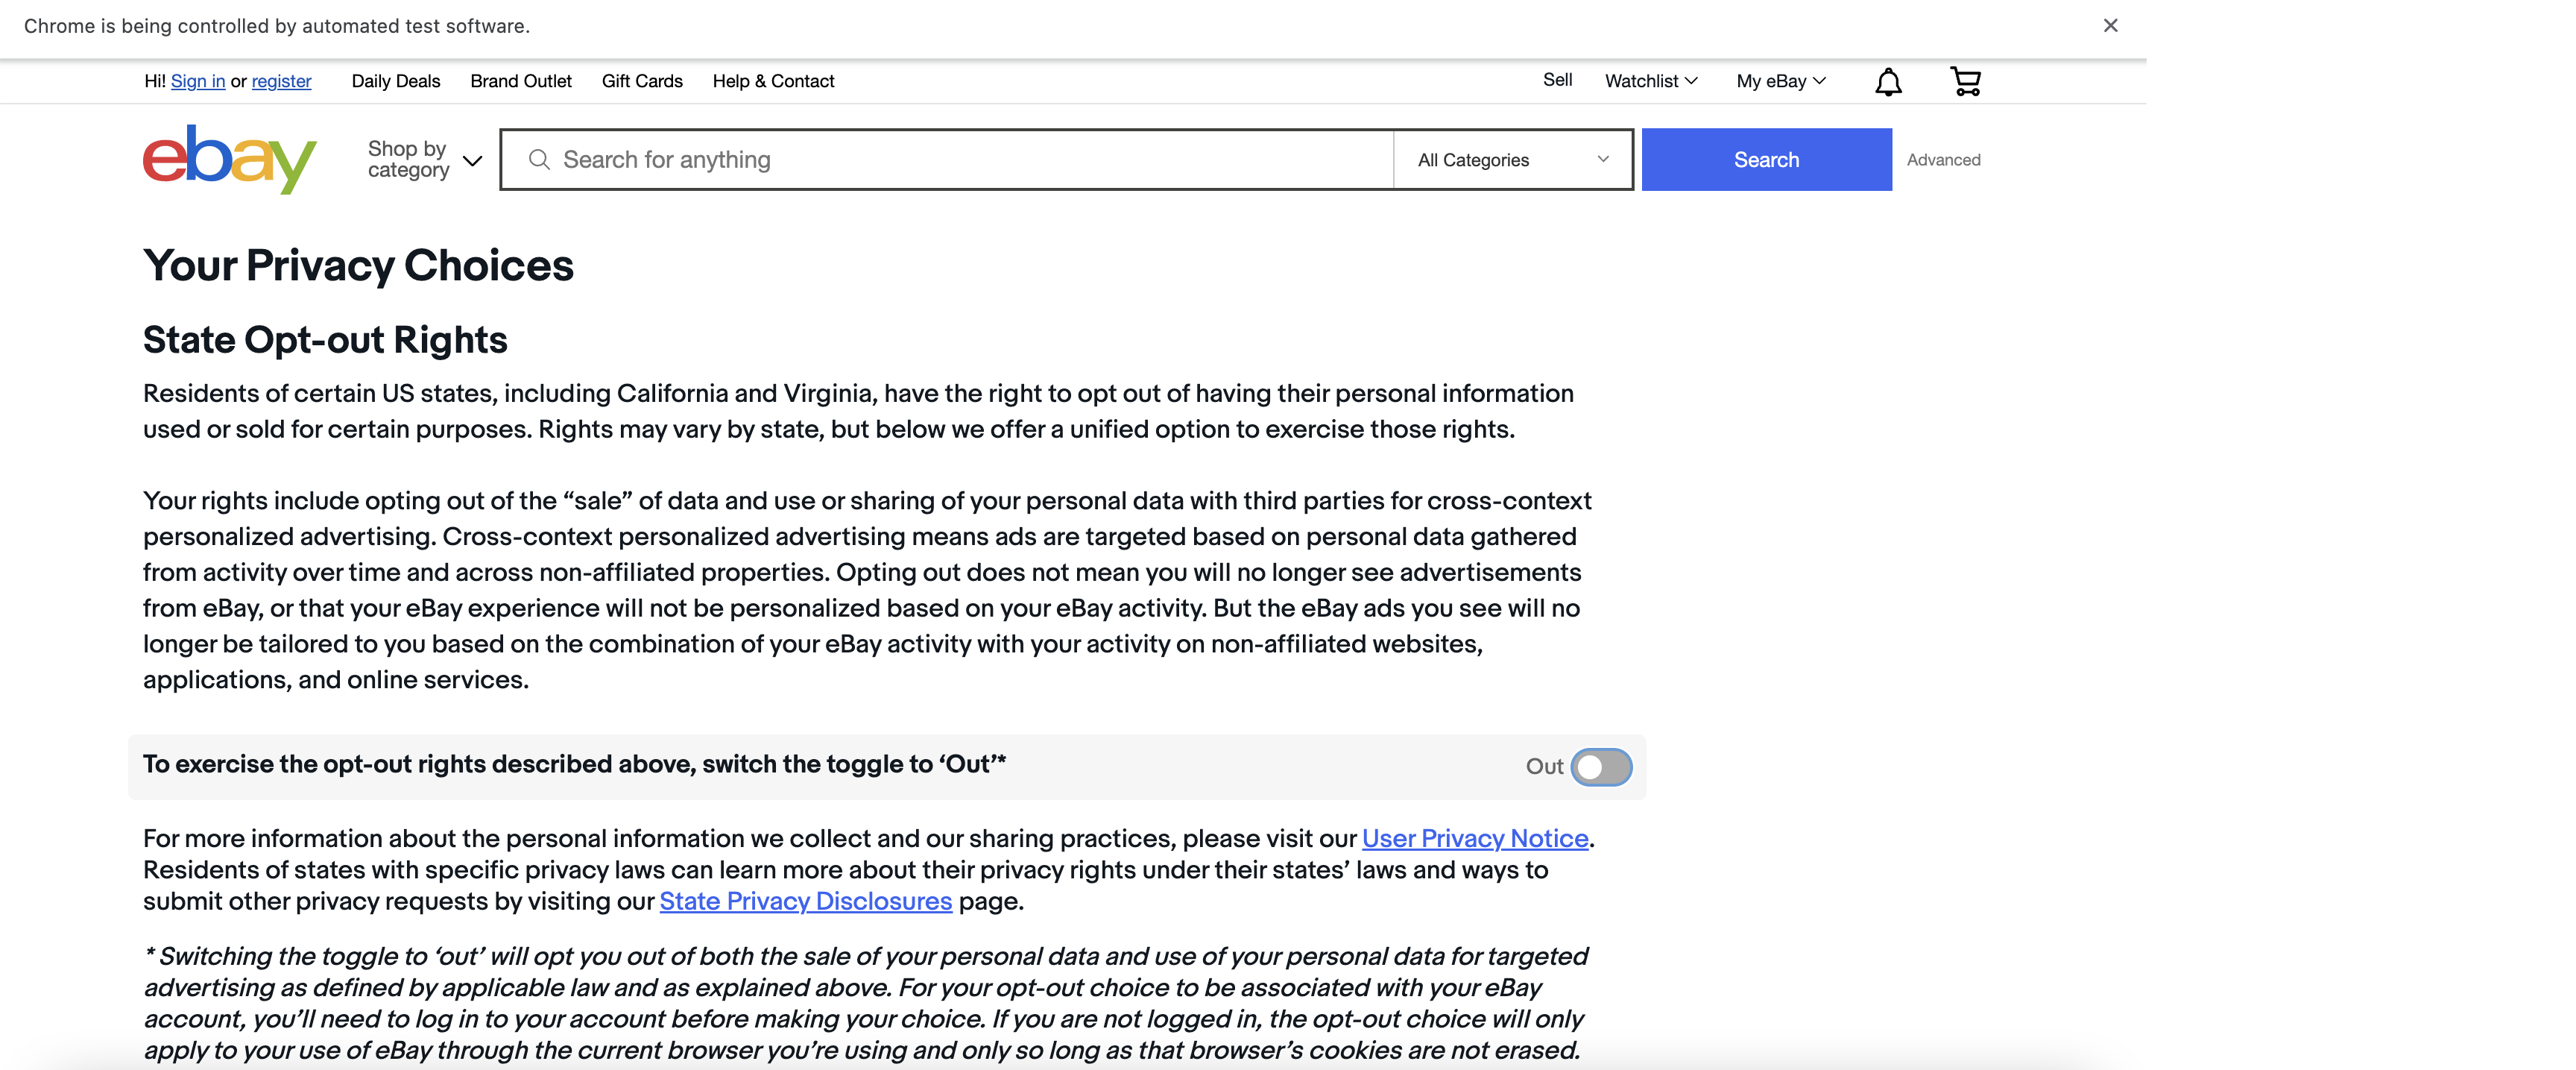 Chrome is being controlled by automated test software.
Hi! Sign in or register Daily Deals Brand Outlet Gift Cards Help & Contact Sell Watchlist My eBay
ebay Shop by category Search for anything All Categories Search Advanced
Your Privacy Choices
State Opt-out Rights
Residents of certain US states, including California and Virginia, have the right to opt out of having their personal information
used or sold for certain purposes. Rights may vary by state, but below we offer a unified option to exercise those rights.
Your rights include opting out of the “sale” of data and use or sharing of your personal data with third parties for cross-context
personalized advertising. Cross-context personalized advertising means ads are targeted based on personal data gathered
from activity over time and across non-affiliated properties. Opting out does not mean you will no longer see advertisements
from eBay, or that your eBay experience will not be personalized based on your eBay activity. But the eBay ads you see will no
longer be tailored to you based on the combination of your eBay activity with your activity on non-affiliated websites,
applications, and online services.
To exercise the opt-out rights described above, switch the toggle to ‘Out’* Out
For more information about the personal information we collect and our sharing practices, please visit our User Privacy Notice.
Residents of states with specific privacy laws can learn more about their privacy rights under their states’ laws and ways to
submit other privacy requests by visiting our State Privacy Disclosures page.
* Switching the toggle to ‘out’ will opt you out of both the sale of your personal data and use of your personal data for targeted
advertising as defined by applicable law and as explained above. For your opt-out choice to be associated with your eBay
account, you’ll need to log in to your account before making your choice. If you are not logged in, the opt-out choice will only
apply to your use of eBay through the current browser you’re using and only so long as that browser’s cookies are not erased.